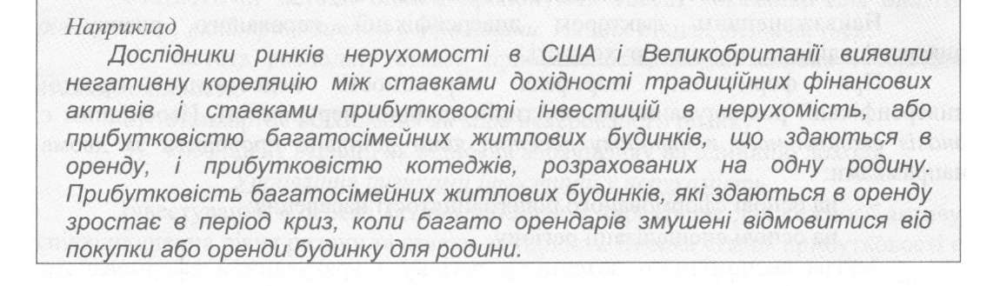 Наприклад
Дослідники ринків нерухомості в США і Великобританії виявили
негативну кореляцію між ставками дохідності традиційних фінансових
активів і ставками прибутковості інвестицій в нерухомість, або
прибутковістю багатосімейних житлових будинків, що здаються в
оренду, і прибутковістю котеджів, розрахованих на одну родину.
Прибутковість багатосімейних житлових будинків, які здаються в оренду
зростає в період криз, коли багато орендарів змушені відмовитися від
покупки або оренди будинку для родини.